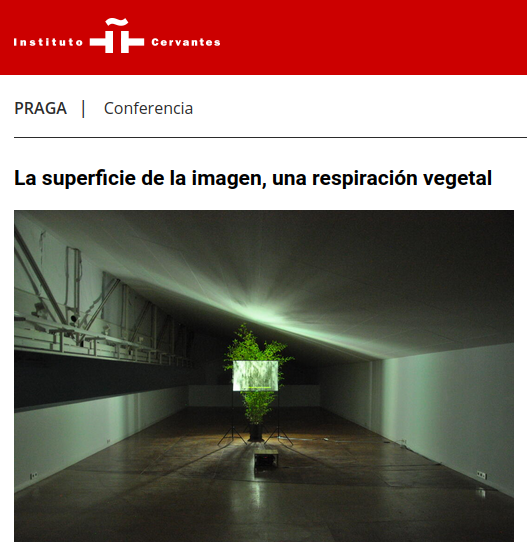 Instituto Cervantes
PRAGA | Conferencia
La superficie de la imagen, una respiración vegetal